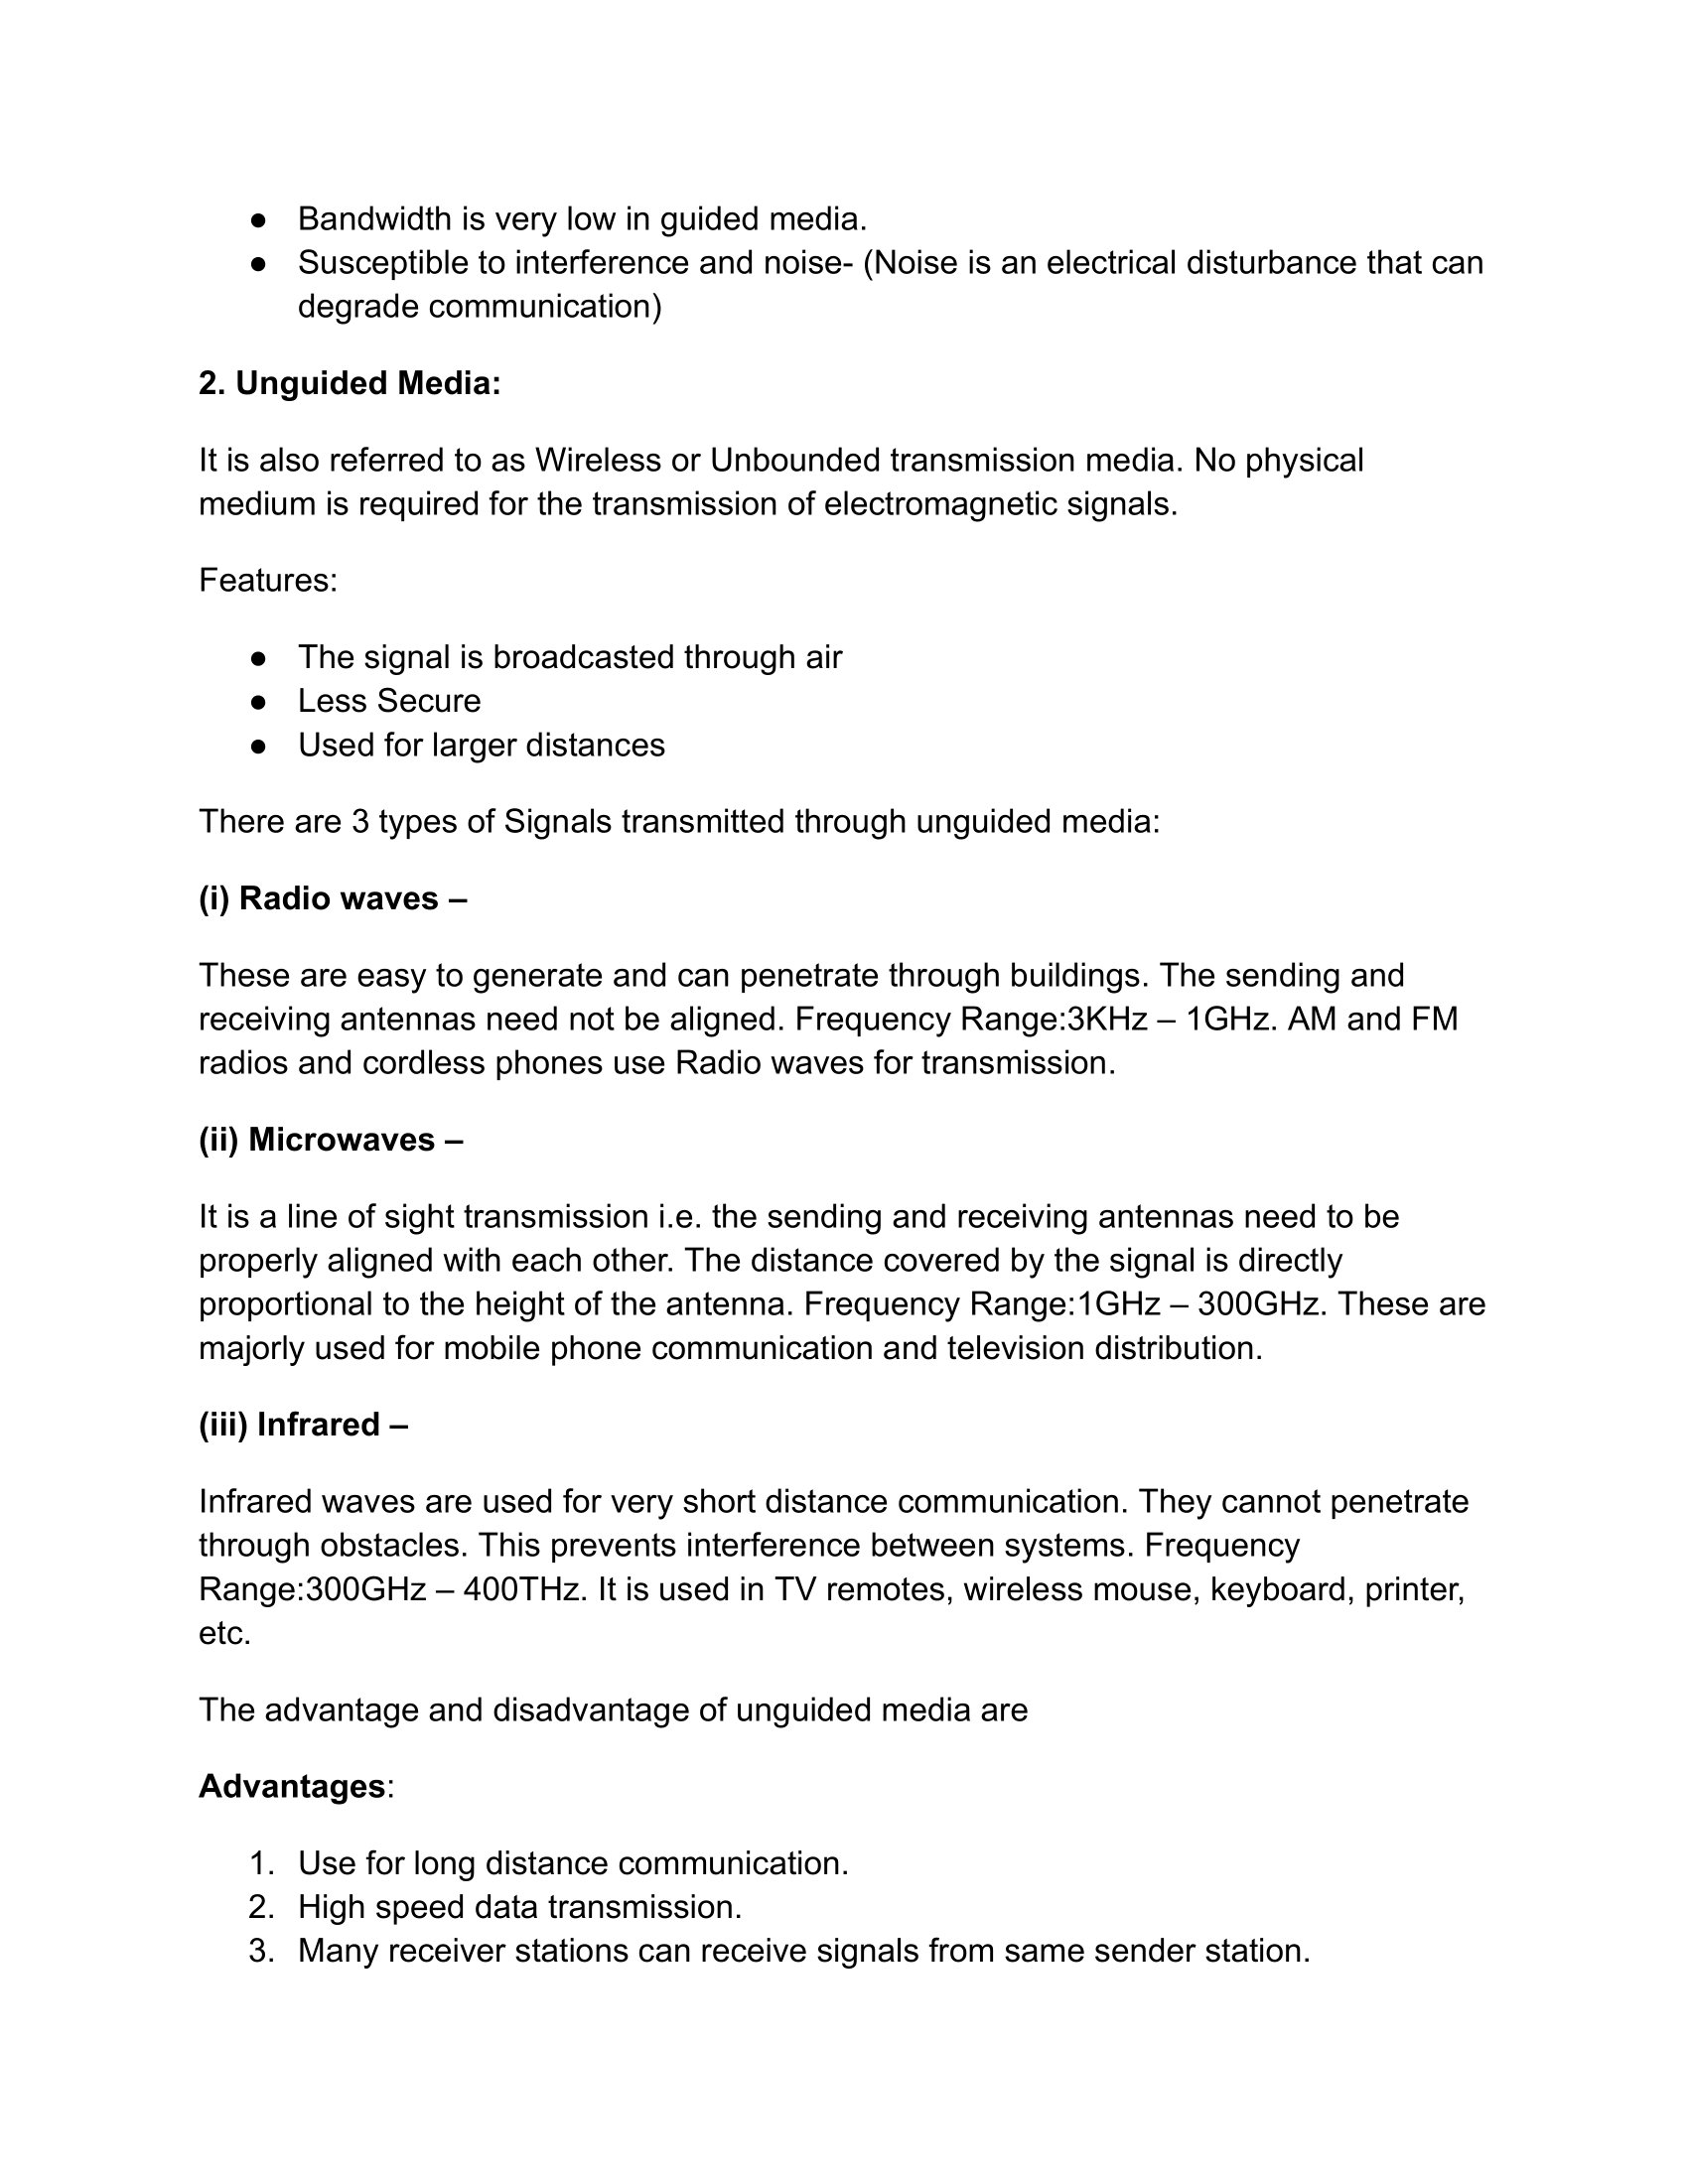 ● Bandwidth is very low in guided media.
● Susceptible to interference and noise- (Noise is an electrical disturbance that can
degrade communication)
2. Unguided Media:
It is also referred to as Wireless or Unbounded transmission media. No physical
medium is required for the transmission of electromagnetic signals.
Features:
● The signal is broadcasted through air
● Less Secure
● Used for larger distances
There are 3 types of Signals transmitted through unguided media:
(i) Radio waves –
These are easy to generate and can penetrate through buildings. The sending and
receiving antennas need not be aligned. Frequency Range:3KHz – 1GHz. AM and FM
radios and cordless phones use Radio waves for transmission.
(ii) Microwaves –
It is a line of sight transmission i.e. the sending and receiving antennas need to be
properly aligned with each other. The distance covered by the signal is directly
proportional to the height of the antenna. Frequency Range:1GHz – 300GHz. These are
majorly used for mobile phone communication and television distribution.
(iii) Infrared –
Infrared waves are used for very short distance communication. They cannot penetrate
through obstacles. This prevents interference between systems. Frequency
Range:300GHz – 400THz. It is used in TV remotes, wireless mouse, keyboard, printer,
etc.
The advantage and disadvantage of unguided media are
Advantages:
1. Use for long distance communication.
2. High speed data transmission.
3. Many receiver stations can receive signals from same sender station.